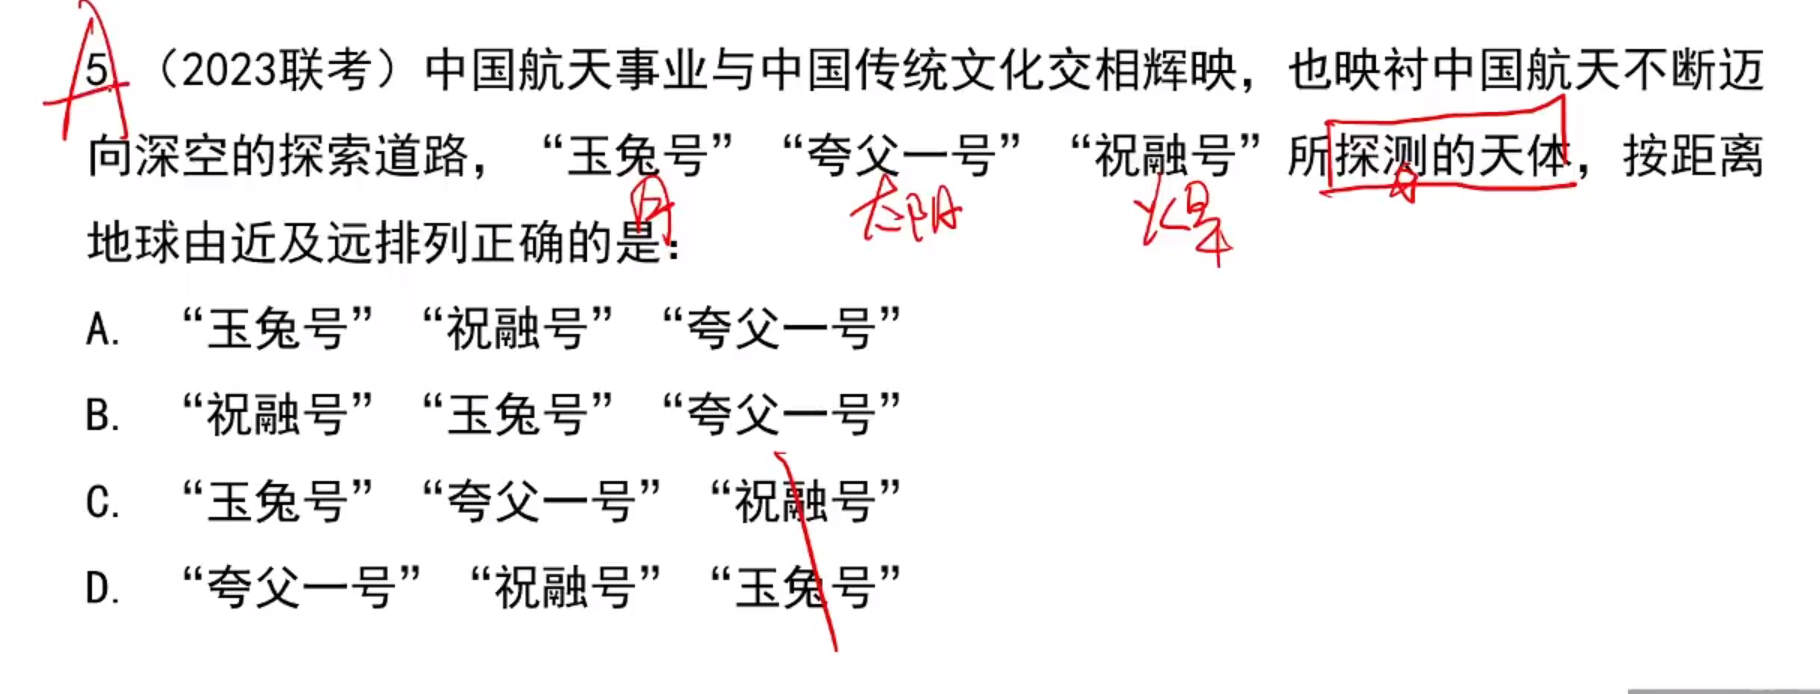 A
5.（2023联考）中国航天事业与中国传统文化交相辉映，也映衬中国航天不断迈
向深空的探索道路，“玉兔号”“夸父一号”“祝融号”所探测的天体，按距离
月 太阳 火星
地球由近及远排列正确的是：
A. “玉兔号”“祝融号”“夸父一号”
B. “祝融号”“玉兔号”“夸父一号”
C. “玉兔号”“夸父一号”“祝融号”
D. “夸父一号”“祝融号”“玉兔号”